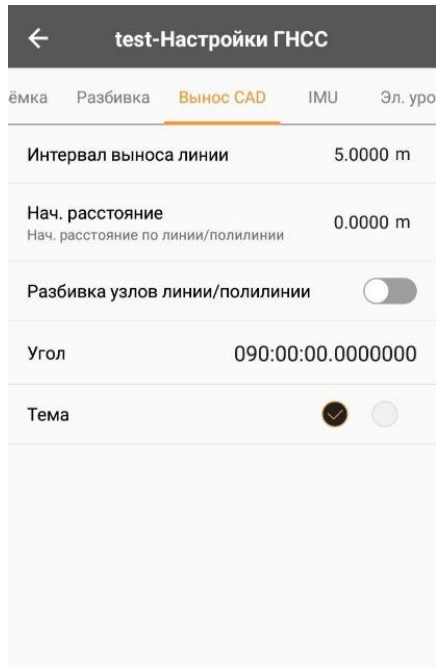 test-Настройки ГНСС
ёмка Разбивка Вынос CAD IMU Эл. уро
Интервал выноса линии 5.0000 m
Нач. расстояние 0.0000 m
Нач. расстояние по линии/полилинии
Разбивка узлов линии/полилинии
Угол 090:00:00.0000000
Тема